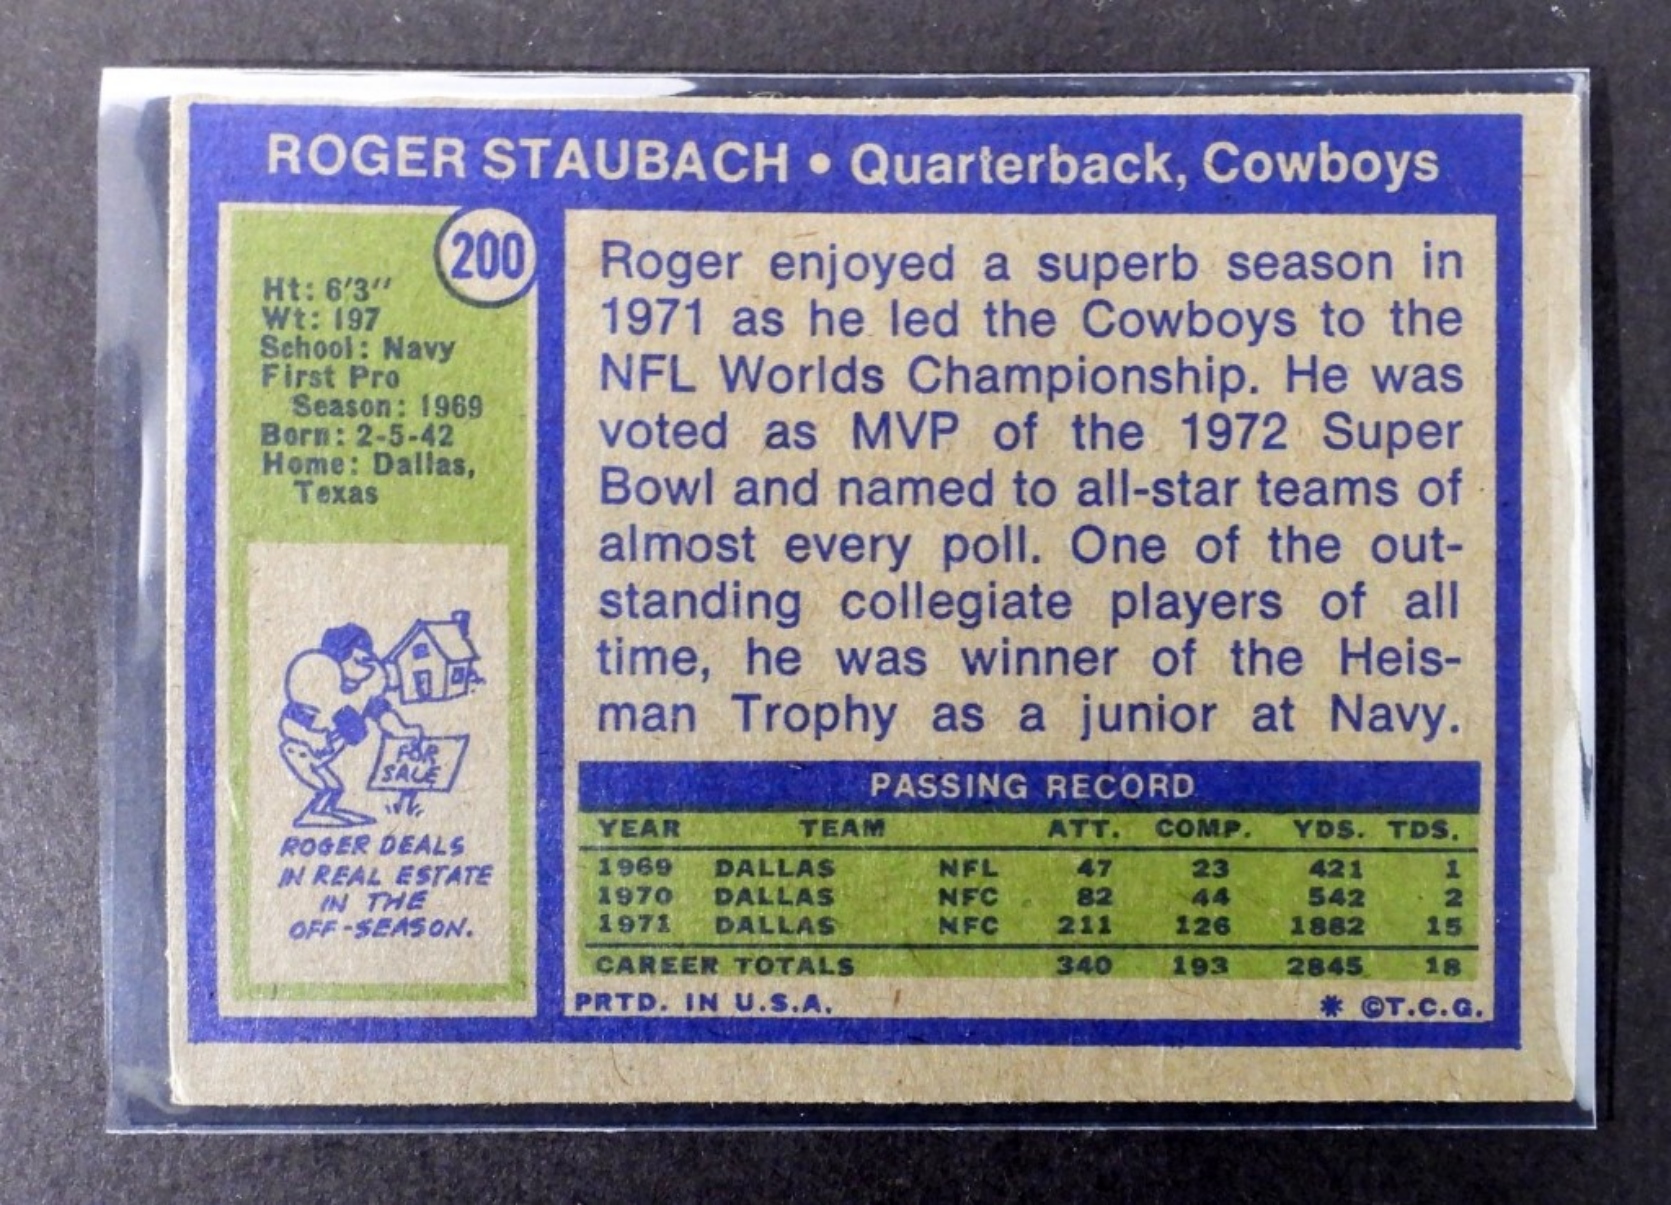 ROGER STAUBACH • Quarterback, Cowboys
200
Ht: 6'3"
Wt: 197
School: Navy
First Pro
Season: 1969
Born: 2-5-42
Home: Dallas,
Texas
FOR
SALE
ROGER DEALS
IN REAL ESTATE
IN THE
OFF-SEASON.
Roger enjoyed a superb season in
1971 as he led the Cowboys to the
NFL Worlds Championship. He was
voted as MVP of the 1972 Super
Bowl and named to all-star teams of
almost every poll. One of the out-
standing collegiate players of all
time, he was winner of the Heis-
man Trophy as a junior at Navy.
PASSING RECORD
YEAR TEAM ATT. COMP. YDS. TDS.
1969 DALLAS NFL 47 23 421 1
1970 DALLAS NFC 82 44 542 2
1971 DALLAS NFC 211 126 1882 15
CAREER TOTALS 340 193 2845 18
PRTD. IN U.S.A. * ©T.C.G.